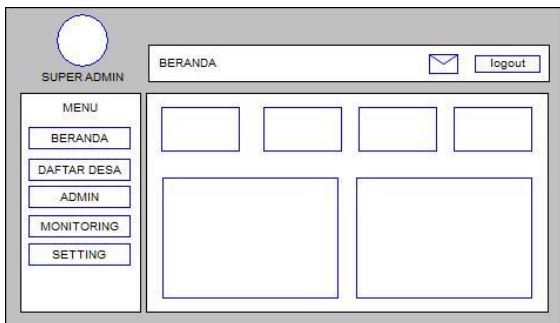 SUPER ADMIN
BERANDA
logout
MENU
BERANDA
DAFTAR DESA
ADMIN
MONITORING
SETTING